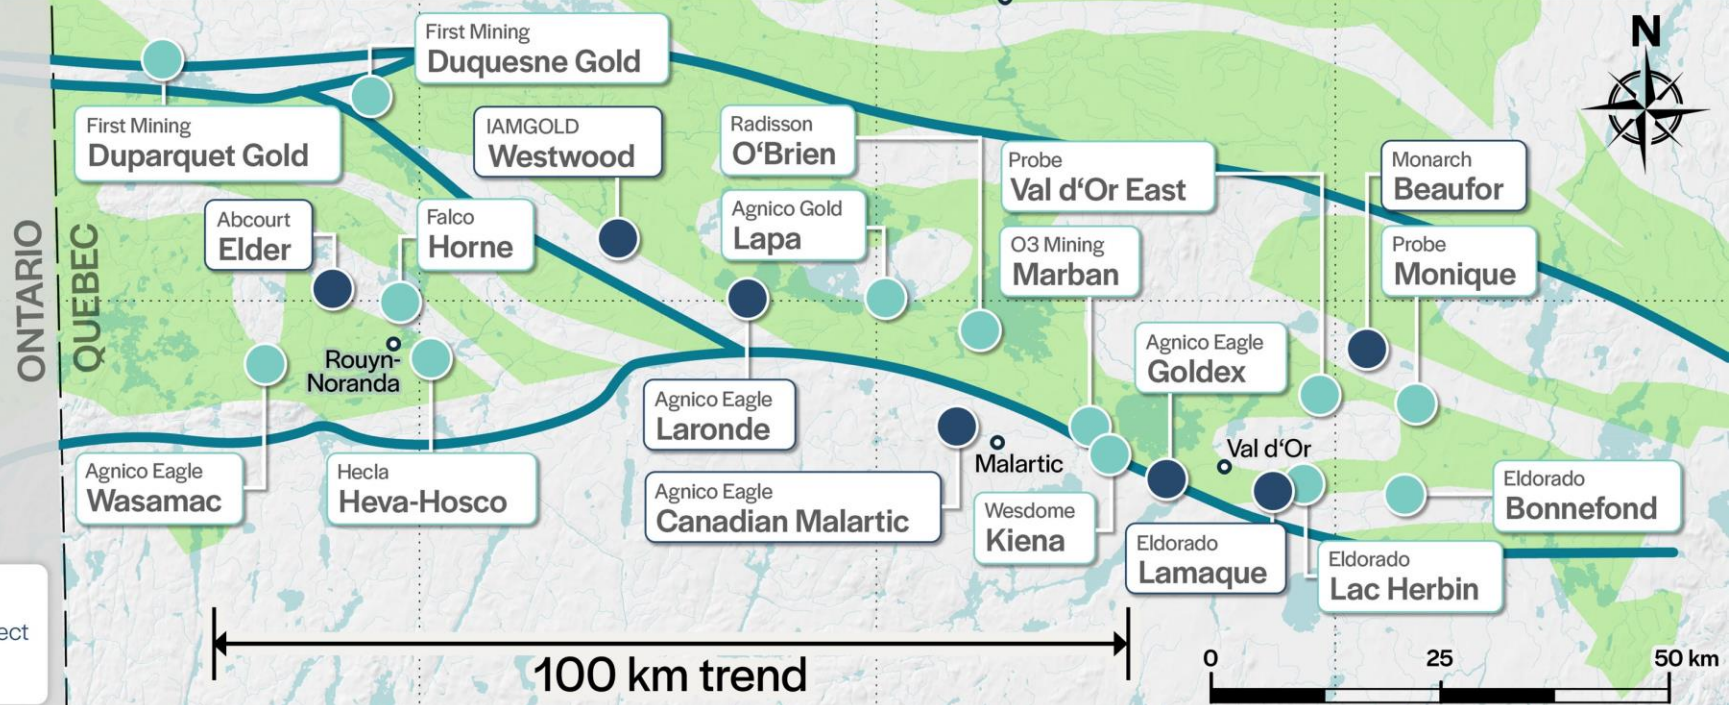 N
First Mining
Duquesne Gold
First Mining
Duparquet Gold
IAMGOLD
Westwood
Radisson
O‘Brien
Probe
Val d‘Or East
Monarch
Beaufor
Abcourt
Elder
Falco
Horne
Agnico Gold
Lapa
O3 Mining
Marban
Probe
Monique
ONTARIO
QUEBEC
Rouyn-
Noranda
Agnico Eagle
Goldex
Agnico Eagle
Laronde
Agnico Eagle
Wasamac
Hecla
Heva-Hosco
Agnico Eagle
Canadian Malartic
Malartic
Val d‘Or
Wesdome
Kiena
Eldorado
Bonnefond
Eldorado
Lamaque
Eldorado
Lac Herbin
ect
100 km trend
0 25 50 km